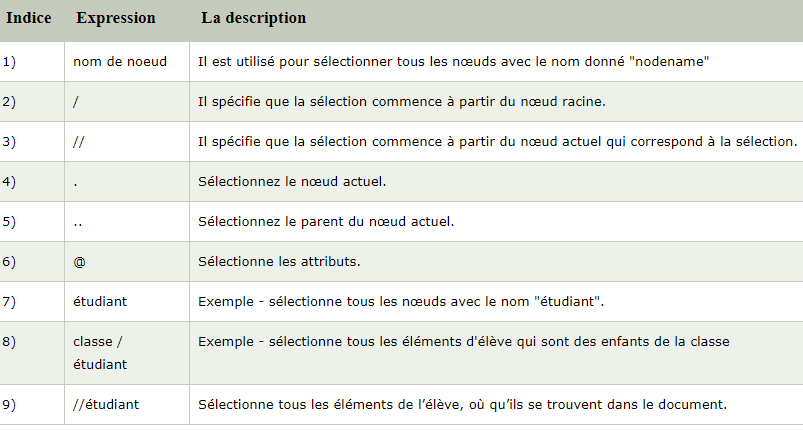 Indice Expression La description
1) nom de noeud Il est utilisé pour sélectionner tous les nœuds avec le nom donné "nodename"
2) / Il spécifie que la sélection commence à partir du nœud racine.
3) // Il spécifie que la sélection commence à partir du nœud actuel qui correspond à la sélection.
4) . Sélectionnez le nœud actuel.
5) .. Sélectionnez le parent du nœud actuel.
6) @ Sélectionne les attributs.
7) étudiant Exemple - sélectionne tous les nœuds avec le nom "étudiant".
8) classe / Exemple - sélectionne tous les éléments d'élève qui sont des enfants de la classe
étudiant
9) //étudiant Sélectionne tous les éléments de l’élève, où qu’ils se trouvent dans le document.